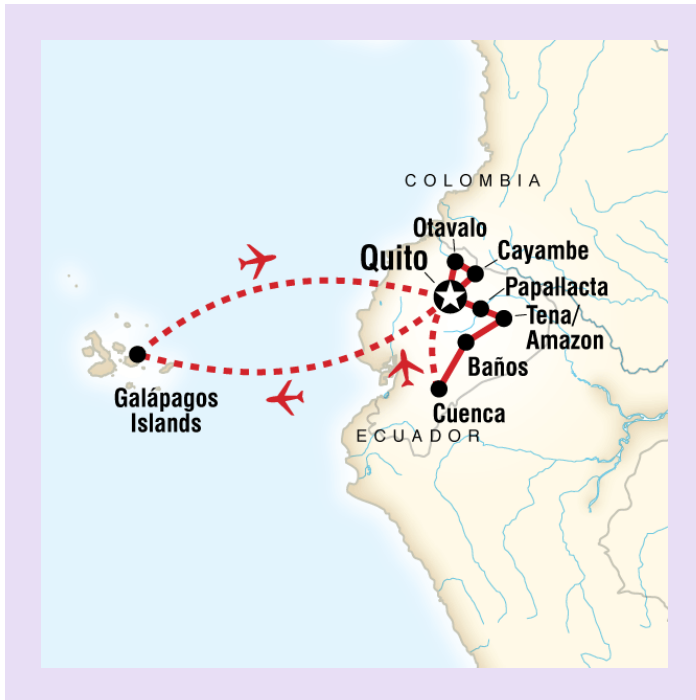 COLOMBIA
Otavalo
Quito
Cayambe
Papallacta
Tena/
Amazon
Baños
Galápagos
Islands
Cuenca
ECUADOR